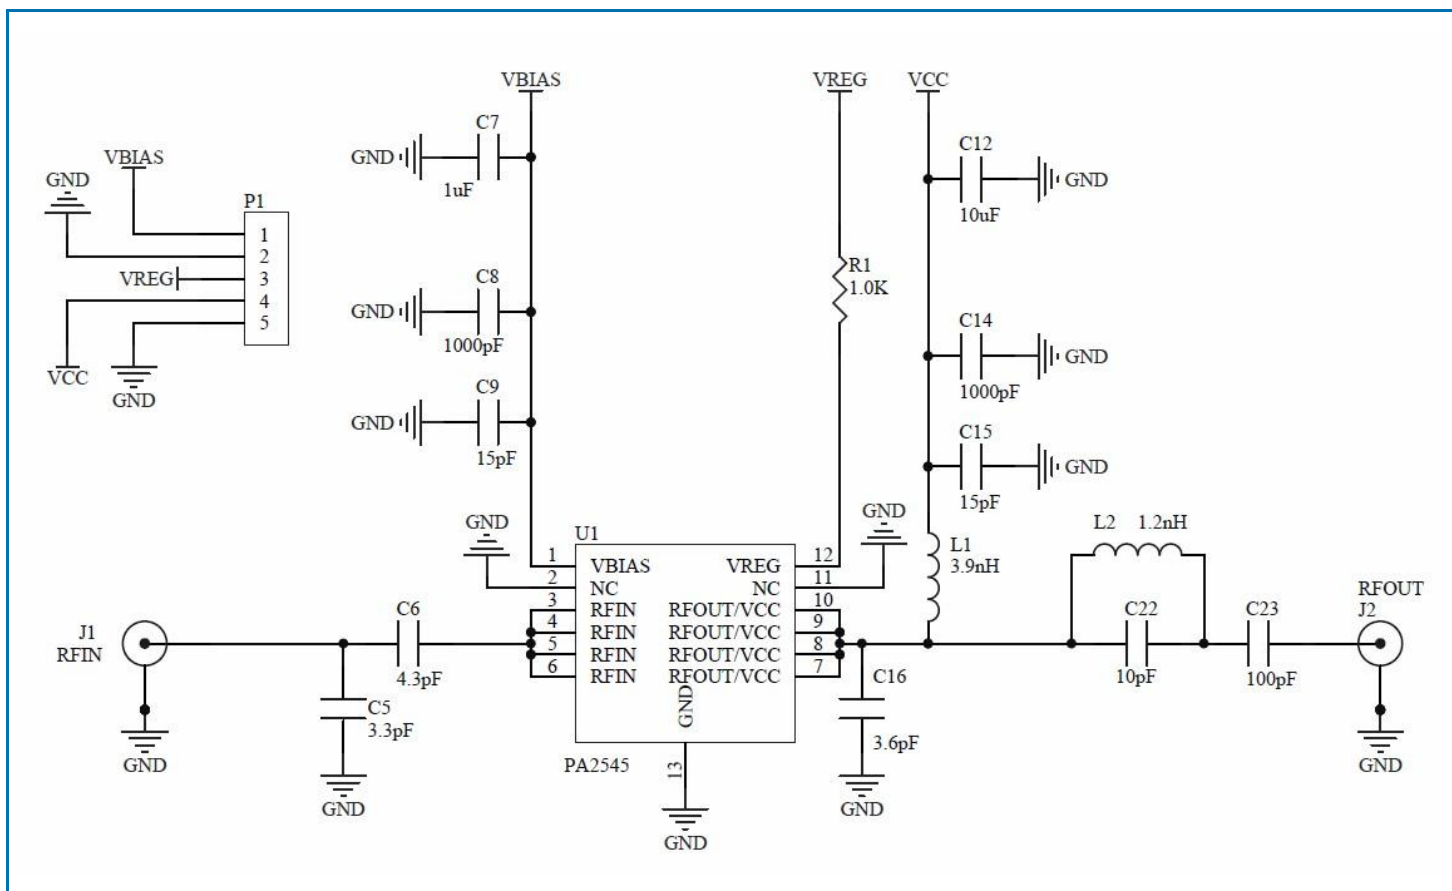 VBIAS
VREG
VCC
C7
GND
1uF
C12
GND
10uF
VBIAS
GND
P1
1
2
VREG
3
4
5
VCC
GND
R1
1.0K
C8
GND
1000pF
C14
GND
1000pF
C9
GND
15pF
C15
GND
15pF
GND
U1
GND
L1
3.9nH
L2 1.2nH
1 VBIAS VREG 12
2 NC NC 11
3 RFIN RFOUT/VCC 10
4 RFIN RFOUT/VCC 9
5 RFIN RFOUT/VCC 8
6 RFIN RFOUT/VCC 7
GND
13
PA2545
GND
J1
RFIN
GND
C6
4.3pF
C5
3.3pF
GND
C16
3.6pF
GND
C22
10pF
C23
100pF
RFOUT
J2
GND